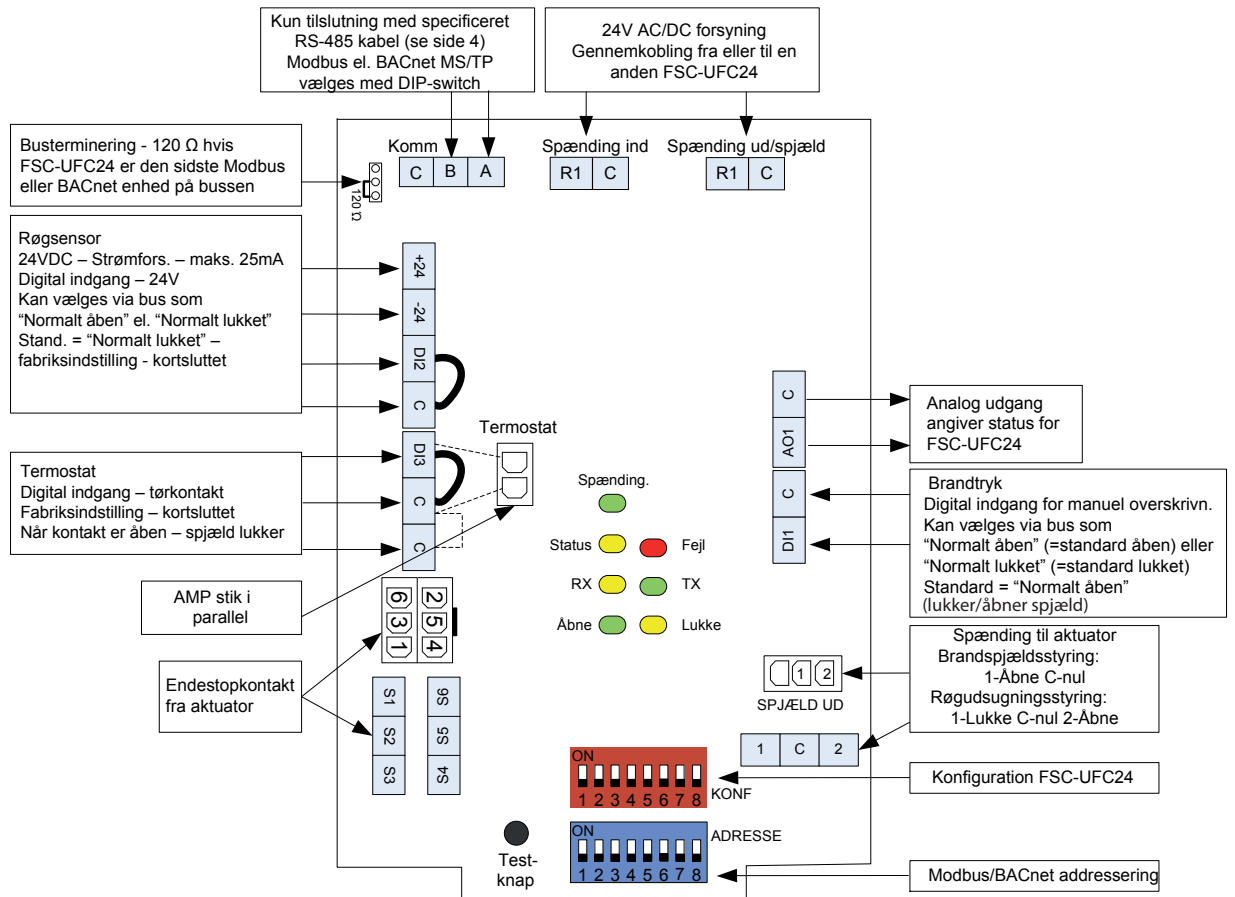 Kun tilslutning med specificeret
RS-485 kabel (se side 4)
Modbus el. BACnet MS/TP
vælges med DIP-switch
24V AC/DC forsyning
Gennemkobling fra eller til en
anden FSC-UFC24
Busterminering - 120 Ω hvis
FSC-UFC24 er den sidste Modbus
eller BACnet enhed på bussen
120 Ω
Komm
C B A
Spænding ind
R1 C
Spænding ud/spjæld
R1 C
Røgsensor
24VDC – Strømfors. – maks. 25mA
Digital indgang – 24V
Kan vælges via bus som
“Normalt åben” el. “Normalt lukket”
Stand. = “Normalt lukket” –
fabriksindstilling - kortsluttet
+24
-24
DI2
C
DI3
C
C
Termostat
Termostat
Digital indgang – tørkontakt
Fabriksindstilling – kortsluttet
Når kontakt er åben – spjæld lukker
AMP stik i
parallel
Endestopkontakt
fra aktuator
6 2
3 5
1 4
S1 S6
S2 S5
S3 S4
Spænding.
Status Fejl
RX TX
Åbne Lukke
C
AO1
C
DI1
Analog udgang
angiver status for
FSC-UFC24
Brandtryk
Digital indgang for manuel overskrivn.
Kan vælges via bus som
“Normalt åben” (=standard åben) eller
“Normalt lukket” (=standard lukket)
Standard = “Normalt åben”
(lukker/åbner spjæld)
Spænding til aktuator
Brandspjældsstyring:
1-Åbne C-nul
Røgudsugningsstyring:
1-Lukke C-nul 2-Åbne
1 2
SPJÆLD UD
1 C 2
ON
1 2 3 4 5 6 7 8
KONF
Konfiguration FSC-UFC24
ON
1 2 3 4 5 6 7 8
ADRESSE
Modbus/BACnet addressering
Test-
knap